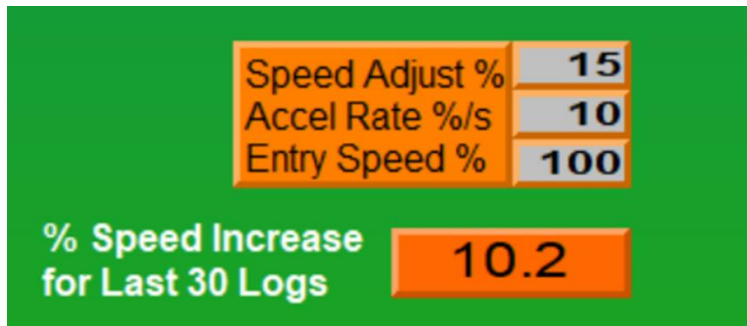 Speed Adjust % 15
Accel Rate %/s 10
Entry Speed % 100
% Speed Increase
for Last 30 Logs
10.2